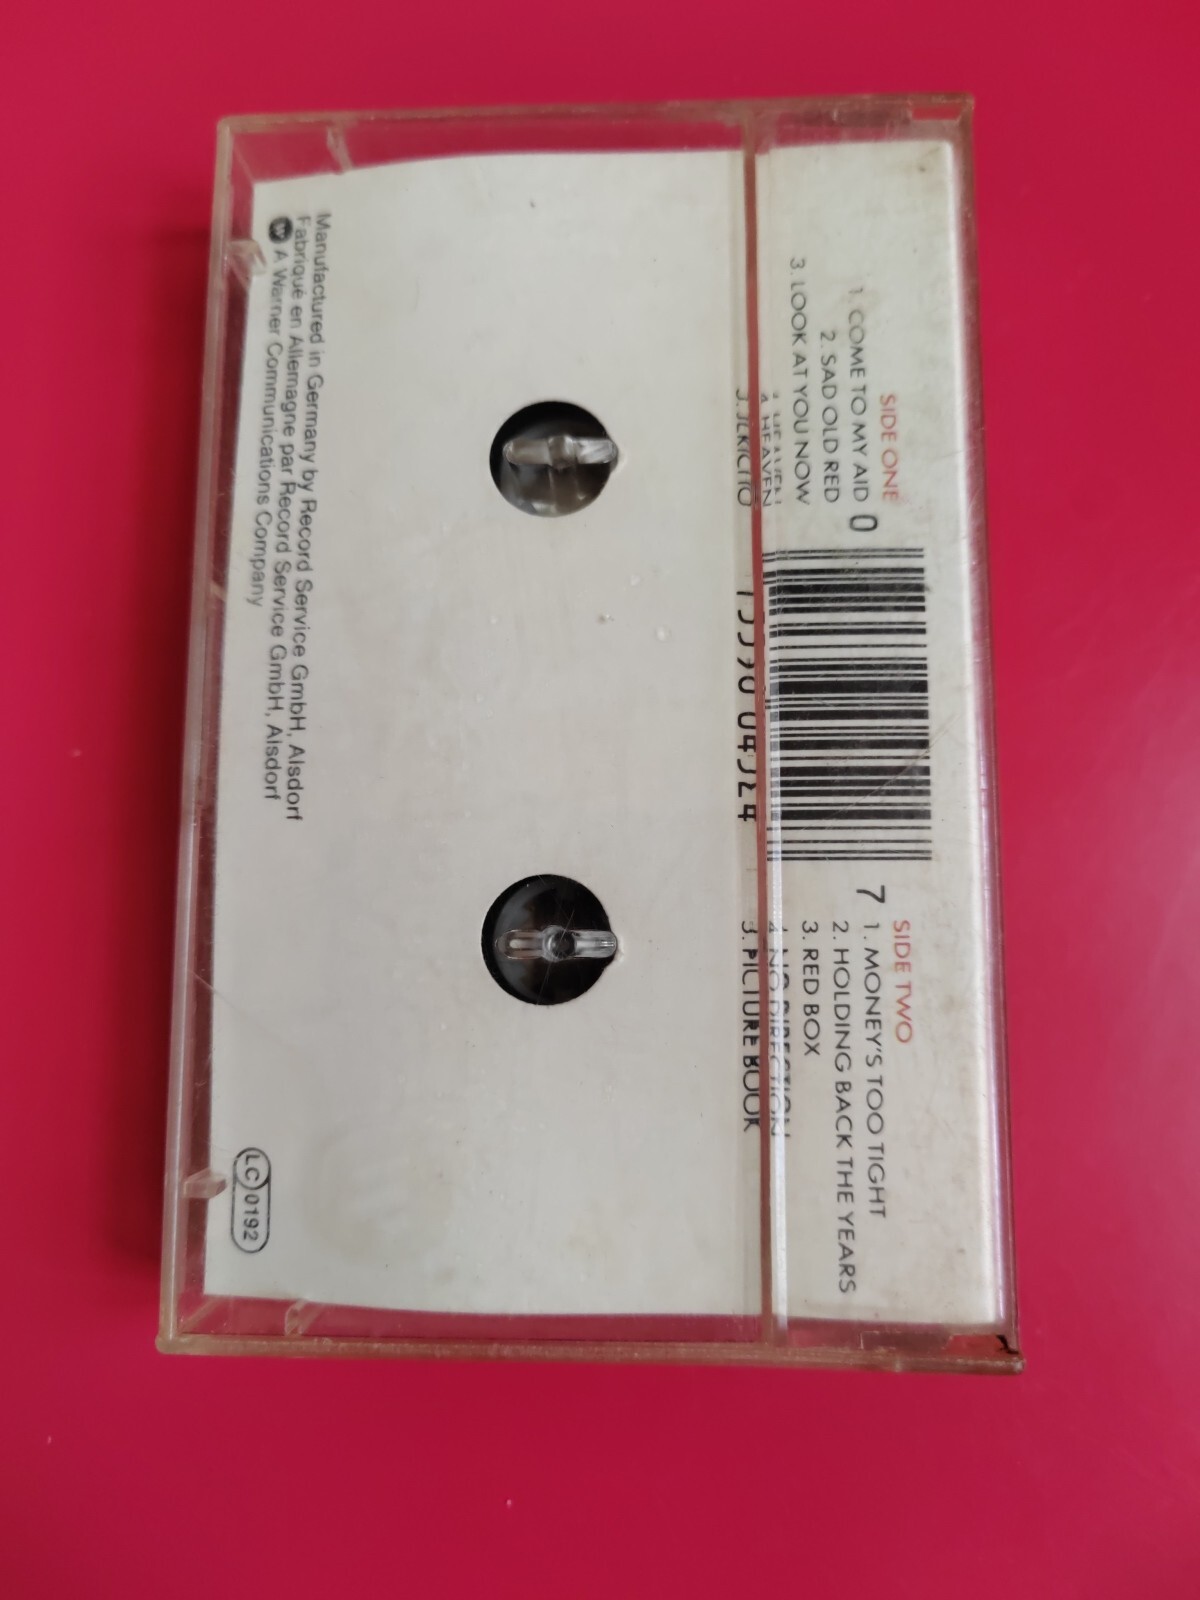 SIDE ONE
1. COME TO MY AID
2. SAD OLD RED
3. LOOK AT YOU NOW
4. HEAVEN
5. JERICHO
0
7
SIDE TWO
1. MONEY'S TOO TIGHT
2. HOLDING BACK THE YEARS
3. RED BOX
4. NO DIRECTION
5. PICTURE BOOK
Manufactured in Germany by Record Service GmbH, Alsdorf
Fabriqué en Allemagne par Record Service GmbH, Alsdorf
W A Warner Communications Company
LC 0192